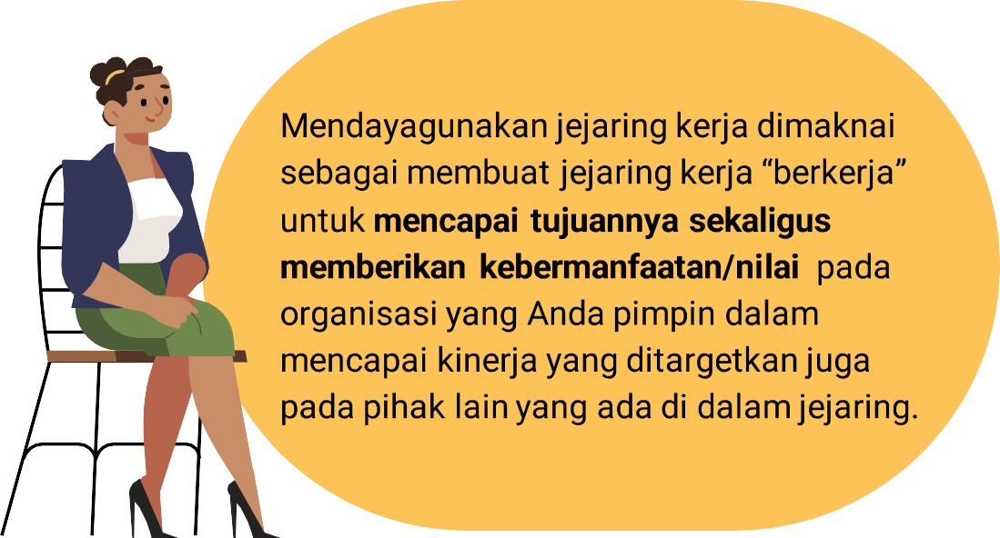 Mendayagunakan jejaring kerja dimaknai
sebagai membuat jejaring kerja “berkerja”
untuk mencapai tujuannya sekaligus
memberikan kebermanfaatan/nilai pada
organisasi yang Anda pimpin dalam
mencapai kinerja yang ditargetkan juga
pada pihak lain yang ada di dalam jejaring.